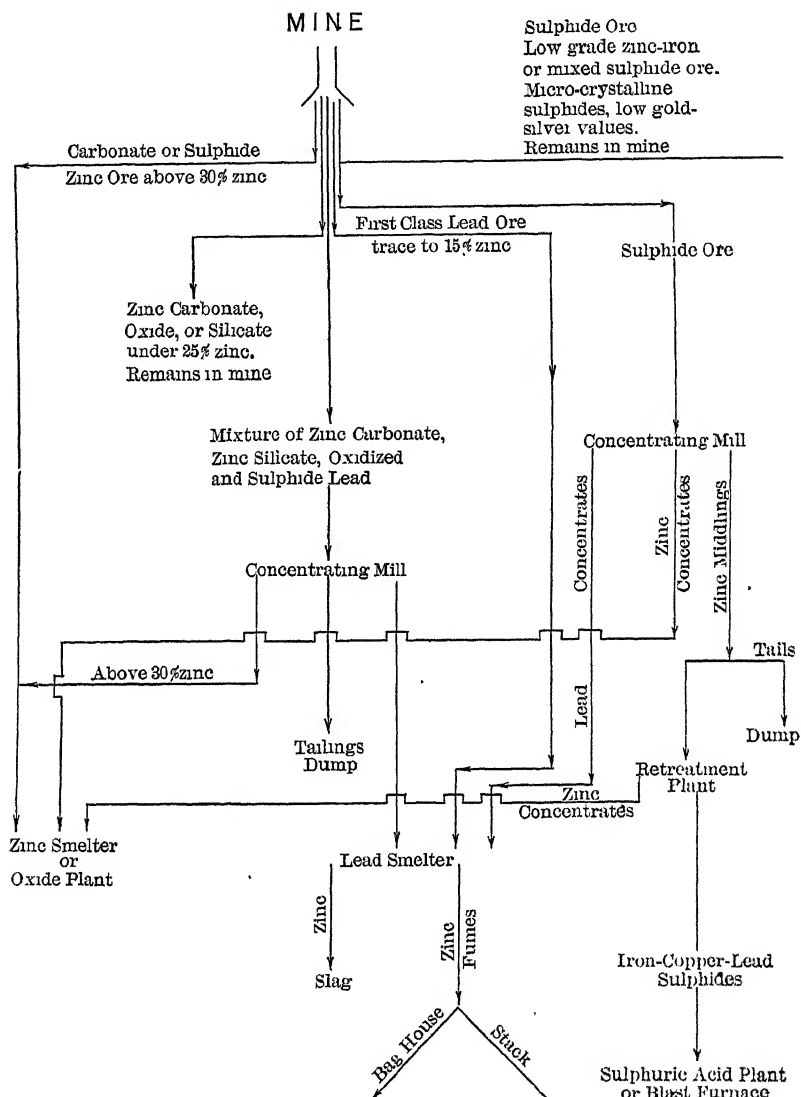 MINE
Sulphide Ore
Low grade zinc-iron
or mixed sulphide ore.
Micro-crystalline
sulphides, low gold-
silver values.
Remains in mine
Carbonate or Sulphide
Zinc Ore above 30% zinc
First Class Lead Ore
trace to 15% zinc
Sulphide Ore
Zinc Carbonate,
Oxide, or Silicate
under 25% zinc.
Remains in mine
Mixture of Zinc Carbonate,
Zinc Silicate, Oxidized
and Sulphide Lead
Concentrating Mill
Concentrates
Zinc
Concentrates
Zinc Middlings
Concentrating Mill
Above 30% zinc
Lead
Tails
Dump
Tailings
Dump
Retreatment
Plant
Zinc
Concentrates
Zinc Smelter
or
Oxide Plant
Lead Smelter
Zinc
Slag
Zinc
Fumes
Iron-Copper-Lead
Sulphides
Bag House
Stack
Sulphuric Acid Plant
or Blast Furnace